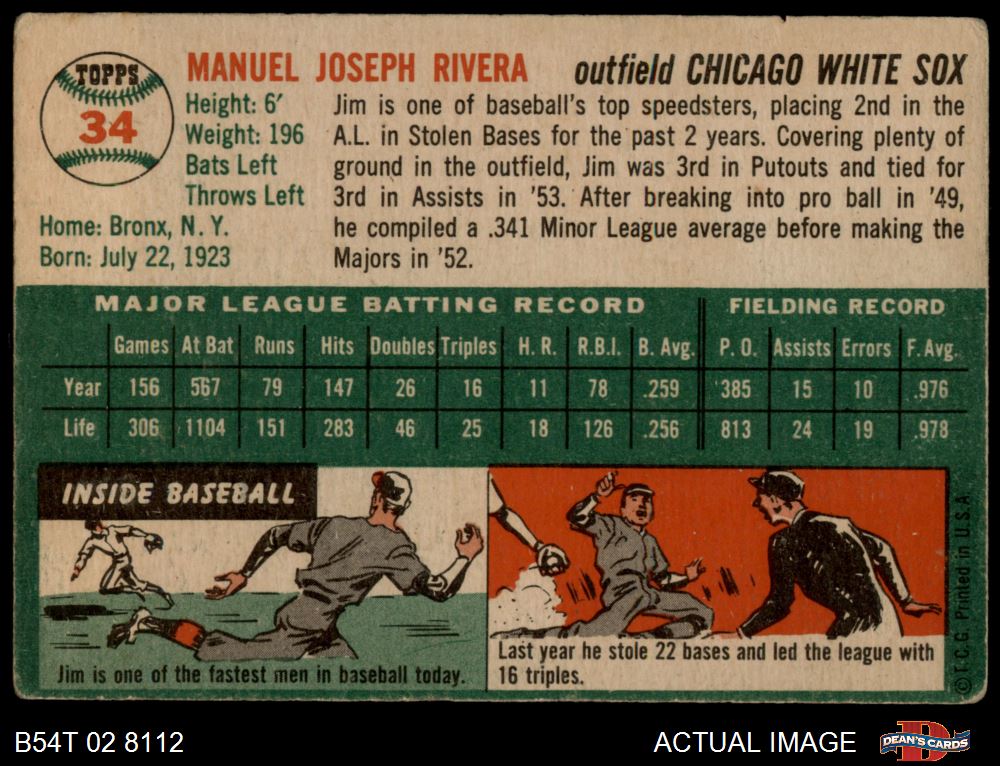 TOPPS
34
MANUEL JOSEPH RIVERA outfield CHICAGO WHITE SOX
Height: 6'
Weight: 196
Bats Left
Throws Left
Home: Bronx, N. Y.
Born: July 22, 1923
Jim is one of baseball's top speedsters, placing 2nd in the
A.L. in Stolen Bases for the past 2 years. Covering plenty of
ground in the outfield, Jim was 3rd in Putouts and tied for
3rd in Assists in '53. After breaking into pro ball in '49,
he compiled a .341 Minor League average before making the
Majors in '52.
MAJOR LEAGUE BATTING RECORD FIELDING RECORD
Games At Bat Runs Hits Doubles Triples H. R. R.B.I. B. Avg. P. O. Assists Errors F. Avg.
Year 156 567 79 147 26 16 11 78 .259 385 15 10 .976
Life 306 1104 151 283 46 25 18 126 .256 813 24 19 .978
INSIDE BASEBALL
Jim is one of the fastest men in baseball today.
Last year he stole 22 bases and led the league with
16 triples.
© T.C.G. Printed in U.S.A.
B54T 02 8112
ACTUAL IMAGE
D
DEAN'S CARDS